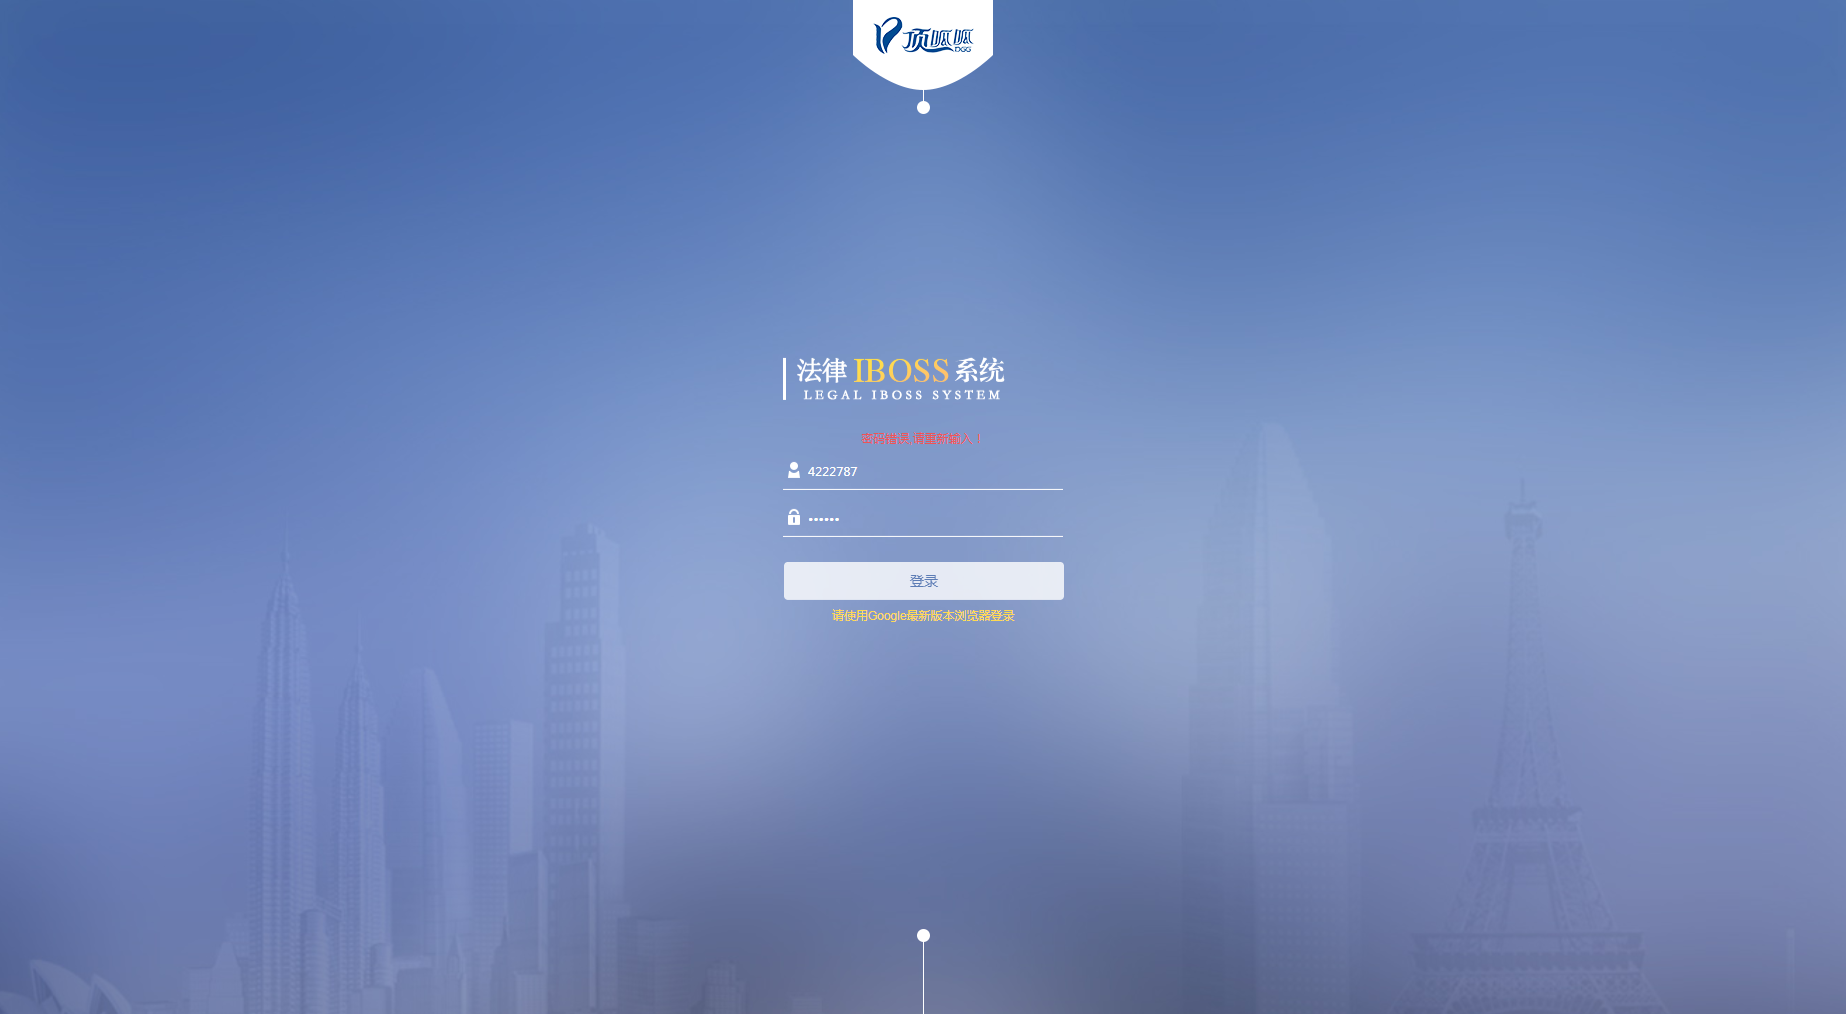 顶呱呱
DGG
法律 IBOSS 系统
LEGAL IBOSS SYSTEM
密码错误,请重新输入！
4222787
••••••
登录
请使用Google最新版本浏览器登录